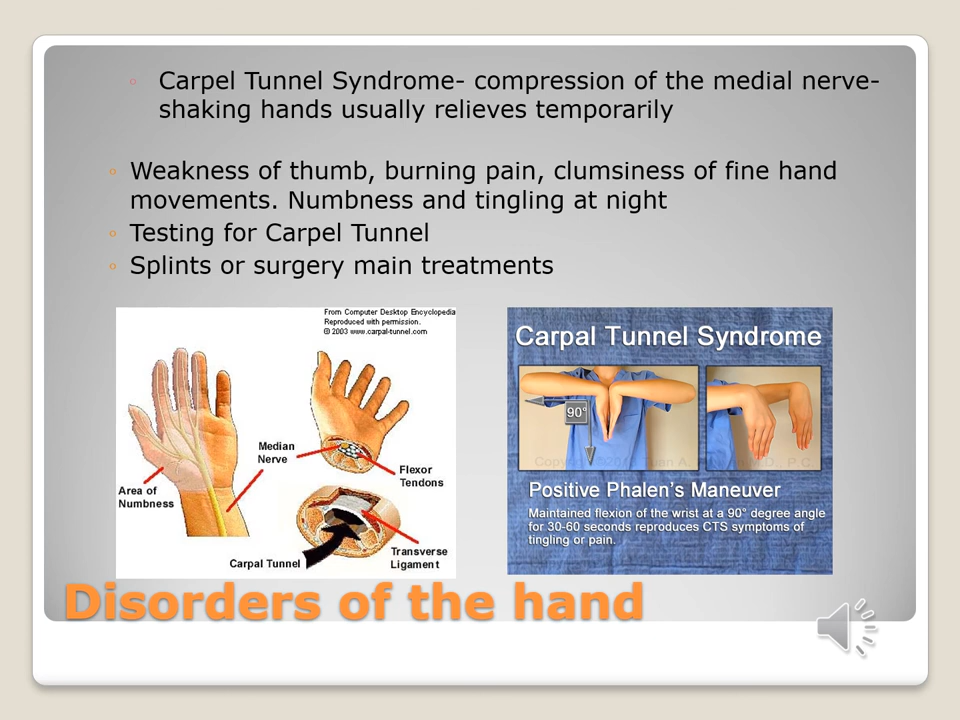 Carpel Tunnel Syndrome- compression of the medial nerve-
shaking hands usually relieves temporarily
Weakness of thumb, burning pain, clumsiness of fine hand
movements. Numbness and tingling at night
Testing for Carpel Tunnel
Splints or surgery main treatments
From Computer Desktop Encyclopedia
Reproduced with permission.
© 2003 www.carpal-tunnel.com
Median
Nerve
Flexor
Tendons
Area of
Numbness
Transverse
Ligament
Carpal Tunnel
Carpal Tunnel Syndrome
90°
Positive Phalen's Maneuver
Maintained flexion of the wrist at a 90° degree angle
for 30-60 seconds reproduces CTS symptoms of
tingling or pain.
Disorders of the hand